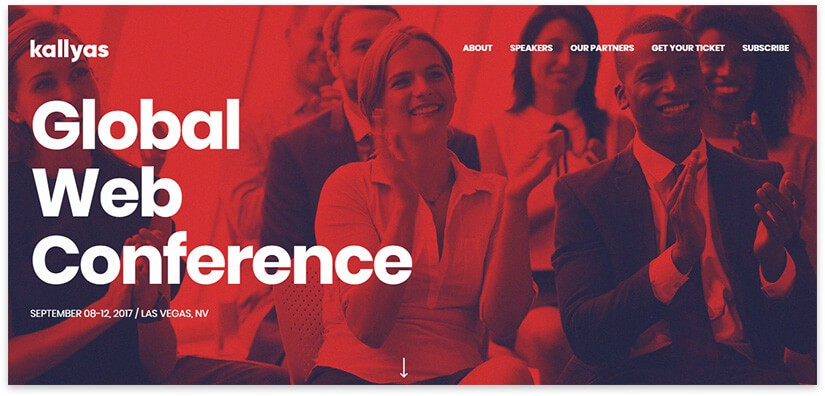 kallyas
ABOUT SPEAKERS OUR PARTNERS GET YOUR TICKET SUBSCRIBE
Global
Web
Conference
SEPTEMBER 08-12, 2017 / LAS VEGAS, NV